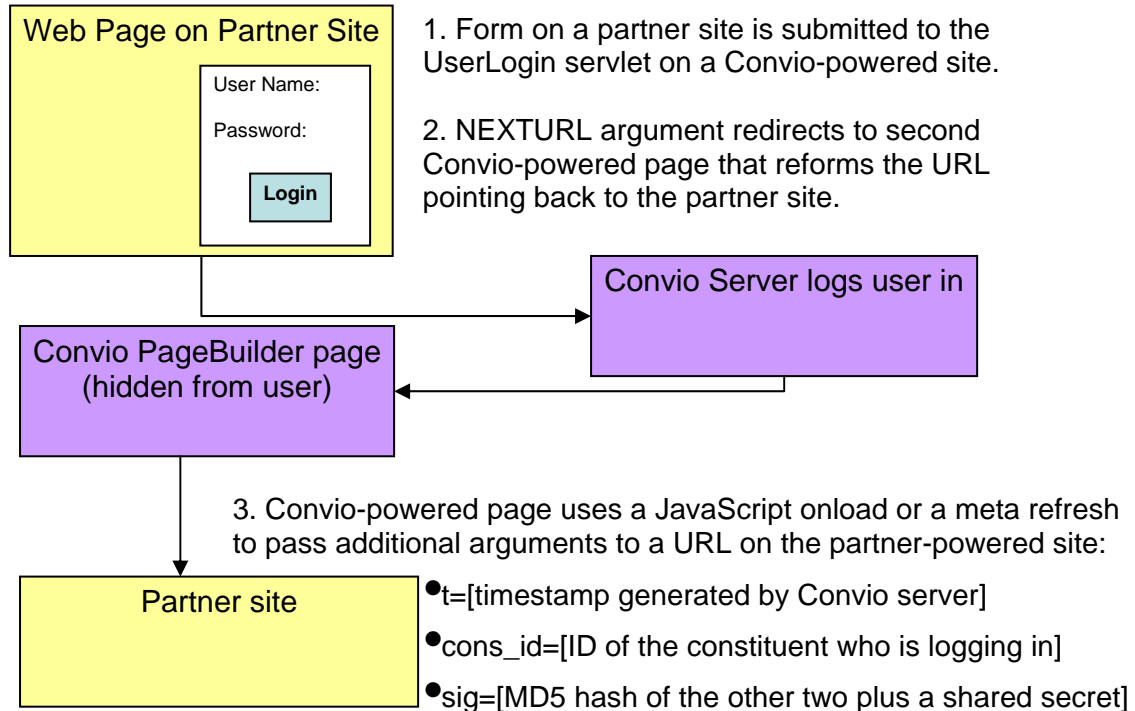 Web Page on Partner Site
User Name:
Password:
Login
1. Form on a partner site is submitted to the
UserLogin servlet on a Convio-powered site.
2. NEXTURL argument redirects to second
Convio-powered page that reforms the URL
pointing back to the partner site.
Convio Server logs user in
Convio PageBuilder page
(hidden from user)
3. Convio-powered page uses a JavaScript onload or a meta refresh
to pass additional arguments to a URL on the partner-powered site:
Partner site
•t=[timestamp generated by Convio server]
•cons_id=[ID of the constituent who is logging in]
•sig=[MD5 hash of the other two plus a shared secret]